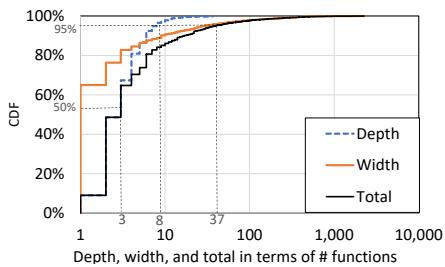 100%
95%
80%
60%
50%
40%
20%
0%
CDF
3 8 37
1 10 100 1,000 10,000
Depth, width, and total in terms of # functions
Depth
Width
Total